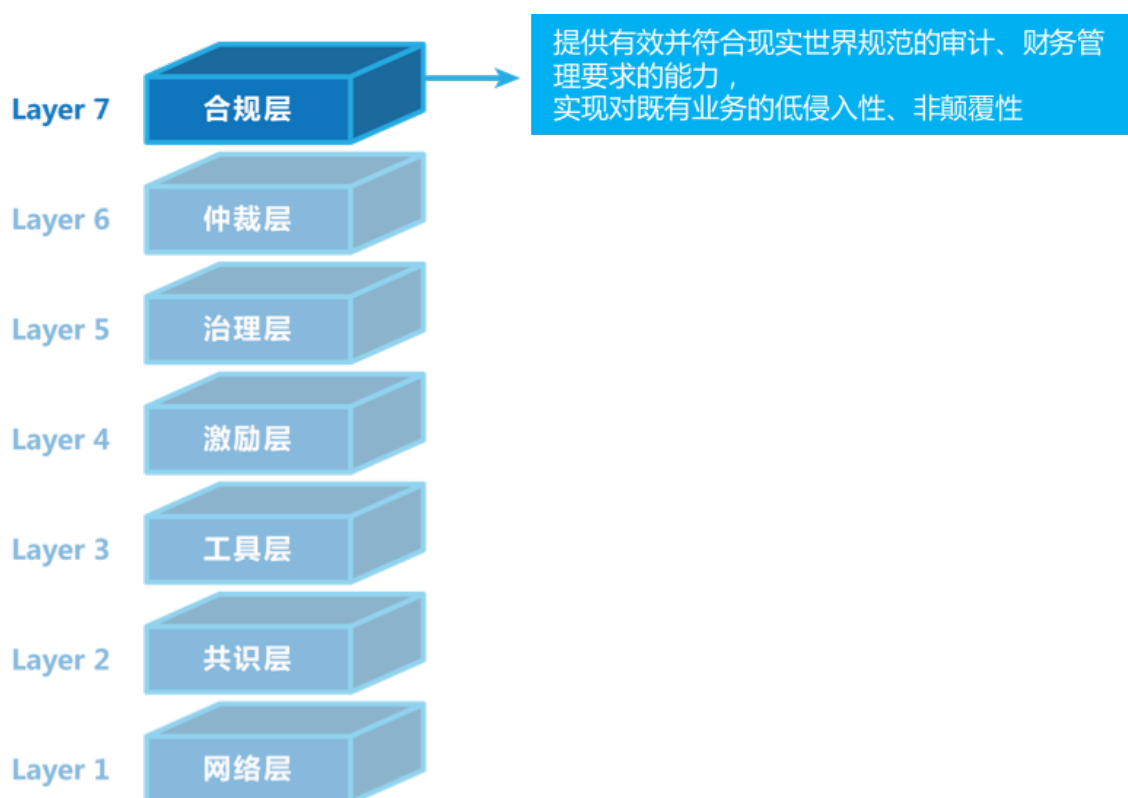 提供有效并符合现实世界规范的审计、财务管
理要求的能力，
实现对既有业务的低侵入性、非颠覆性
Layer 7 合规层
Layer 6 仲裁层
Layer 5 治理层
Layer 4 激励层
Layer 3 工具层
Layer 2 共识层
Layer 1 网络层